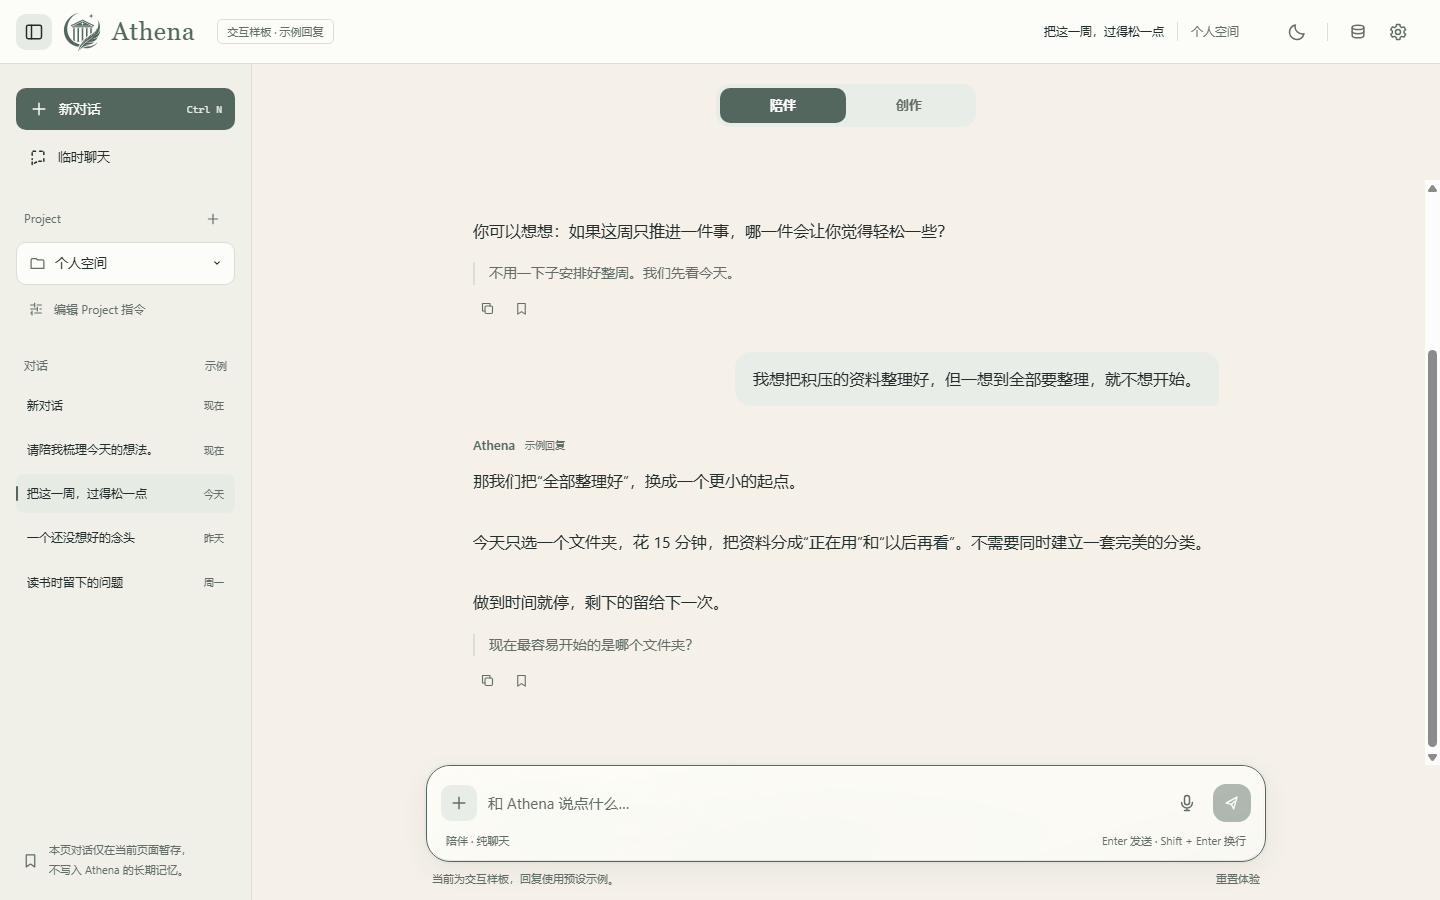 Athena
交互样板 · 示例回复
把这一周，过得松一点
个人空间
新对话
Ctrl N
临时聊天
Project
个人空间
编辑 Project 指令
对话
示例
新对话
现在
请陪我梳理今天的想法。
现在
把这一周，过得松一点
今天
一个还没想好的念头
昨天
读书时留下的问题
周一
本页对话仅在当前页面暂存，
不写入 Athena 的长期记忆。
陪伴
创作
你可以想想：如果这周只推进一件事，哪一件会让你觉得轻松一些？
不用一下子安排好整周。我们先看今天。
我想把积压的资料整理好，但一想到全部要整理，就不想开始。
Athena
示例回复
那我们把“全部整理好”，换成一个更小的起点。
今天只选一个文件夹，花 15 分钟，把资料分成“正在用”和“以后再看”。不需要同时建立一套完美的分类。
做到时间就停，剩下的留给下一次。
现在最容易开始的是哪个文件夹？
和 Athena 说点什么...
陪伴 · 纯聊天
Enter 发送 · Shift + Enter 换行
当前为交互样板，回复使用预设示例。
重置体验